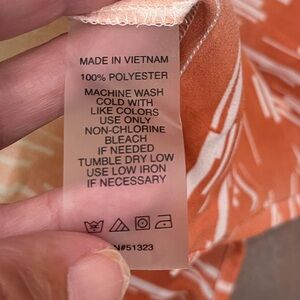 MADE IN VIETNAM
100% POLYESTER
MACHINE WASH
COLD WITH
LIKE COLORS
USE ONLY
NON-CHLORINE
BLEACH
IF NEEDED
TUMBLE DRY LOW
USE LOW IRON
IF NECESSARY
N#51323